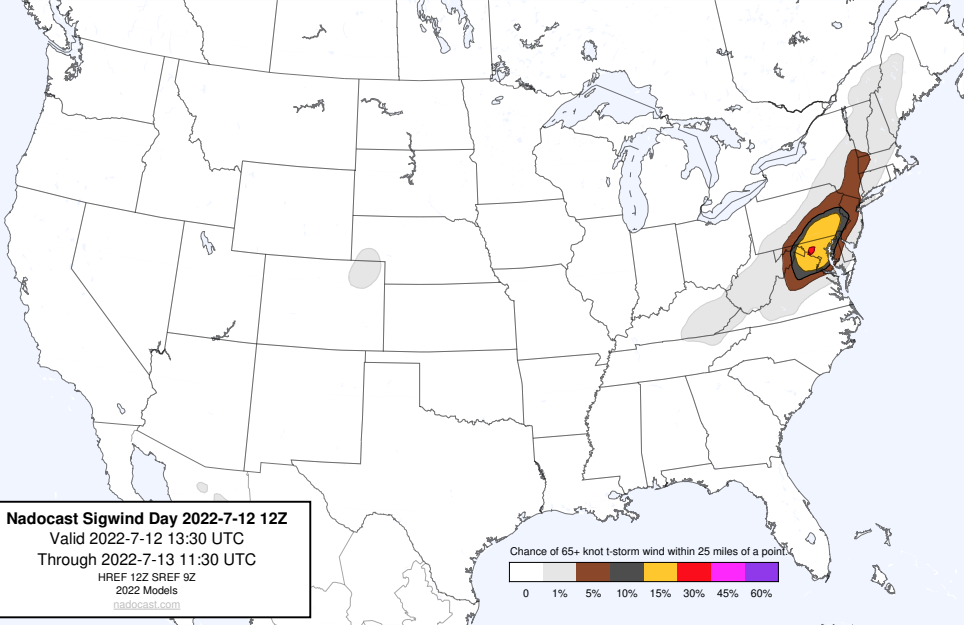 Nadocast Sigwind Day 2022-7-12 12Z
Valid 2022-7-12 13:30 UTC
Through 2022-7-13 11:30 UTC
HREF 12Z SREF 9Z
2022 Models
nadocast.com
Chance of 65+ knot t-storm wind within 25 miles of a point.
0 1% 5% 10% 15% 30% 45% 60%